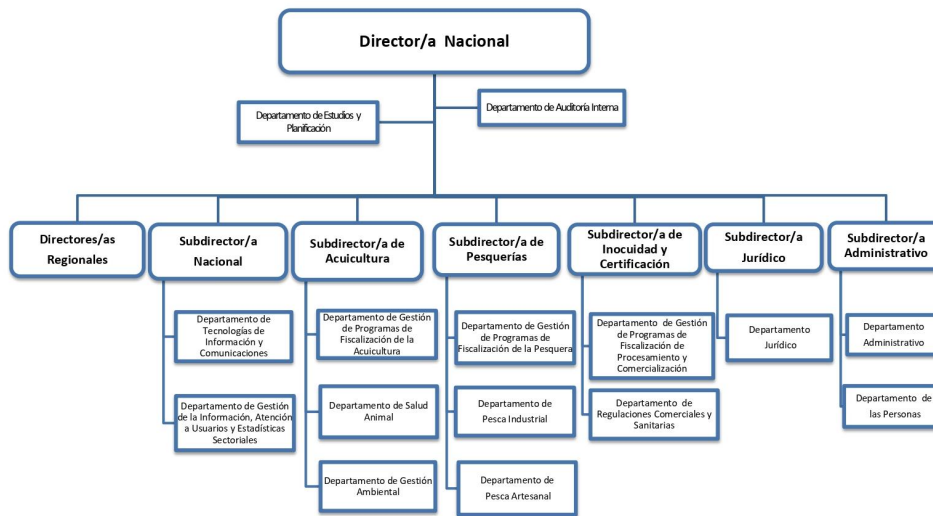 Director/a Nacional
Departamento de Auditoría Interna
Departamento de Estudios y
Planificación
Directores/as
Regionales
Subdirector/a
Nacional
Subdirector/a de
Acuicultura
Subdirector/a de
Pesquerías
Subdirector/a de
Inocuidad y
Certificación
Subdirector/a
Jurídico
Subdirector/a
Administrativo
Departamento de
Tecnologías de
Información y
Comunicaciones
Departamento de Gestión
de la Información, Atención
a Usuarios y Estadísticas
Sectoriales
Departamento de Gestión
de Programas de
Fiscalización de la
Acuicultura
Departamento de Salud
Animal
Departamento de Gestión
Ambiental
Departamento de Gestión
de Programas de
Fiscalización de la Pesquera
Departamento de
Pesca Industrial
Departamento de
Pesca Artesanal
Departamento de Gestión
de Programas de
Fiscalización de
Procesamiento y
Comercialización
Departamento de
Regulaciones Comerciales y
Sanitarias
Departamento
Jurídico
Departamento
Administrativo
Departamento de
las Personas